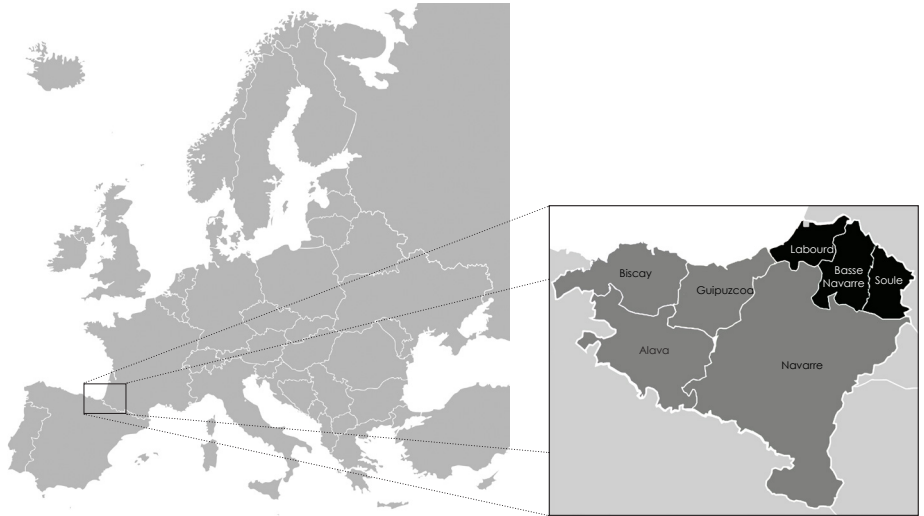 Labourd
Biscay
Basse
Navarre
Soule
Guipuzcoa
Alava
Navarre